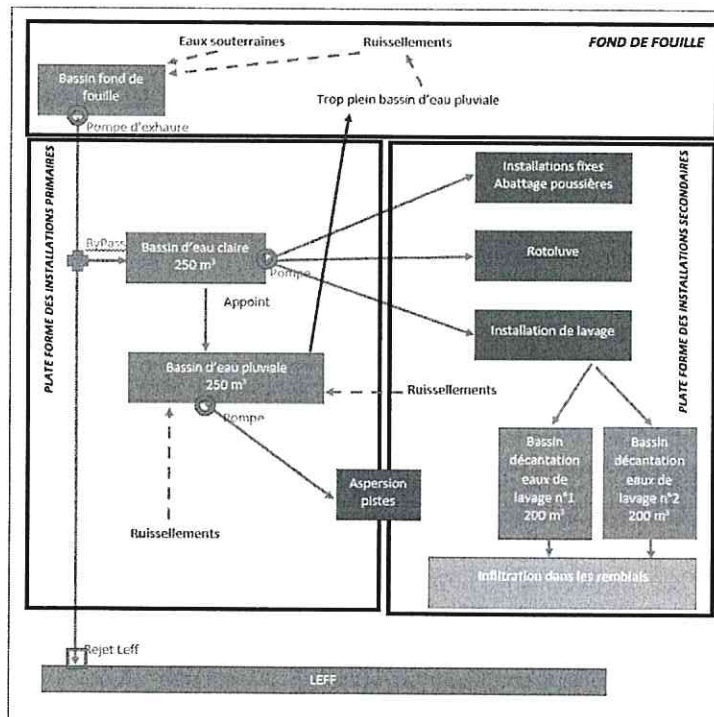 Eaux souterraines
Ruissellements
FOND DE FOUILLE
Bassin fond de
fouille
Trop plein bassin d'eau pluviale
Pompe d'exhaure
PLATE FORME DES INSTALLATIONS PRIMAIRES
PLATE FORME DES INSTALLATIONS SECONDAIRES
Installations fixes
Abattage poussières
ByPass
Bassin d'eau claire
250 m³
Pompe
Rotoluve
Appoint
Installation de lavage
Bassin d'eau pluviale
250 m³
Ruissellements
Pompe
Bassin
décantation
eaux de
lavage n°1
200 m³
Bassin
décantation
eaux de
lavage n°2
200 m³
Aspersion
pistes
Ruissellements
Infiltration dans les remblais
Rejet Leff
LEFF